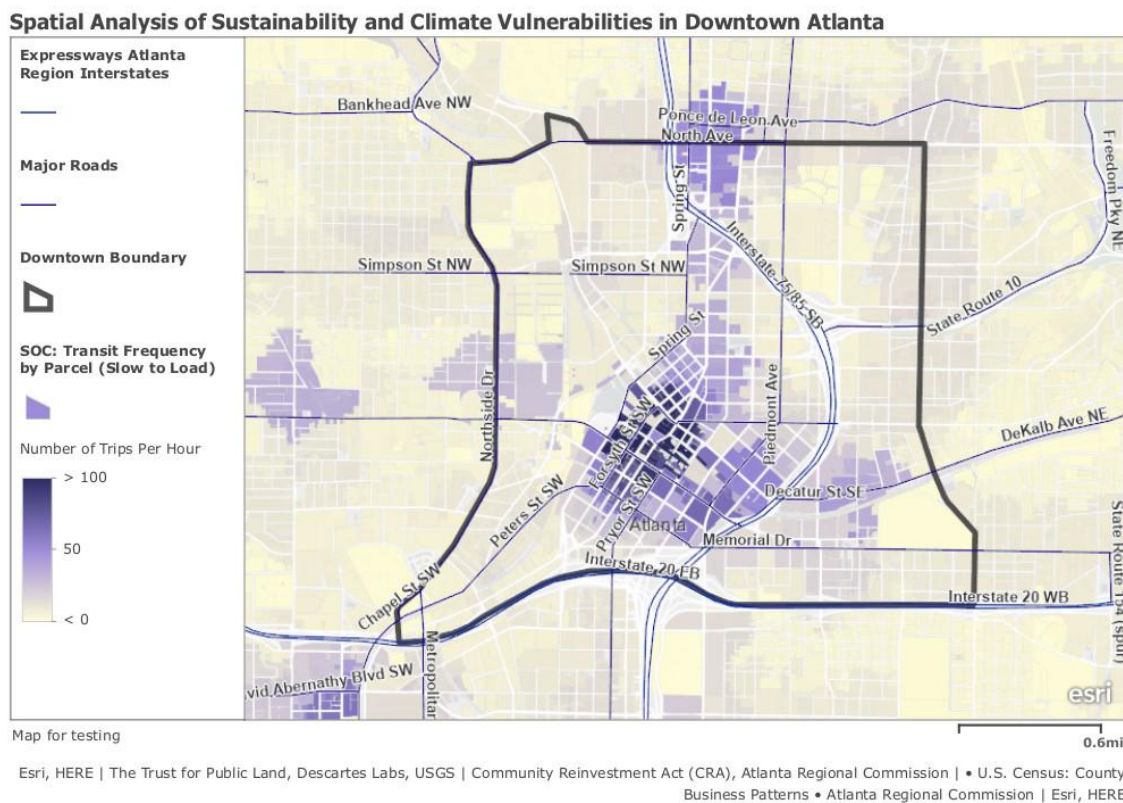 Spatial Analysis of Sustainability and Climate Vulnerabilities in Downtown Atlanta
Expressways Atlanta
Region Interstates
Major Roads
Downtown Boundary
SOC: Transit Frequency
by Parcel (Slow to Load)
Number of Trips Per Hour
> 100
50
< 0
Bankhead Ave NW
Ponce de Leon Ave
North Ave
Freedom Pky NE
Spring St
Interstate 75/85 SB
Simpson St NW
Simpson St NW
State Route 10
Spring St
Northside Dr
Piedmont Ave
Forsyth St SW
DeKalb Ave NE
Peters St SW
Pryor St SW
Decatur St SE
Atlanta
Memorial Dr
State Route 154 (spur)
Interstate 20 EB
Chapel St SW
Interstate 20 WB
Metropolitan
vid Abernathy Blvd SW
esri
Map for testing
0.6mi
Esri, HERE | The Trust for Public Land, Descartes Labs, USGS | Community Reinvestment Act (CRA), Atlanta Regional Commission | • U.S. Census: County
Business Patterns • Atlanta Regional Commission | Esri, HERE